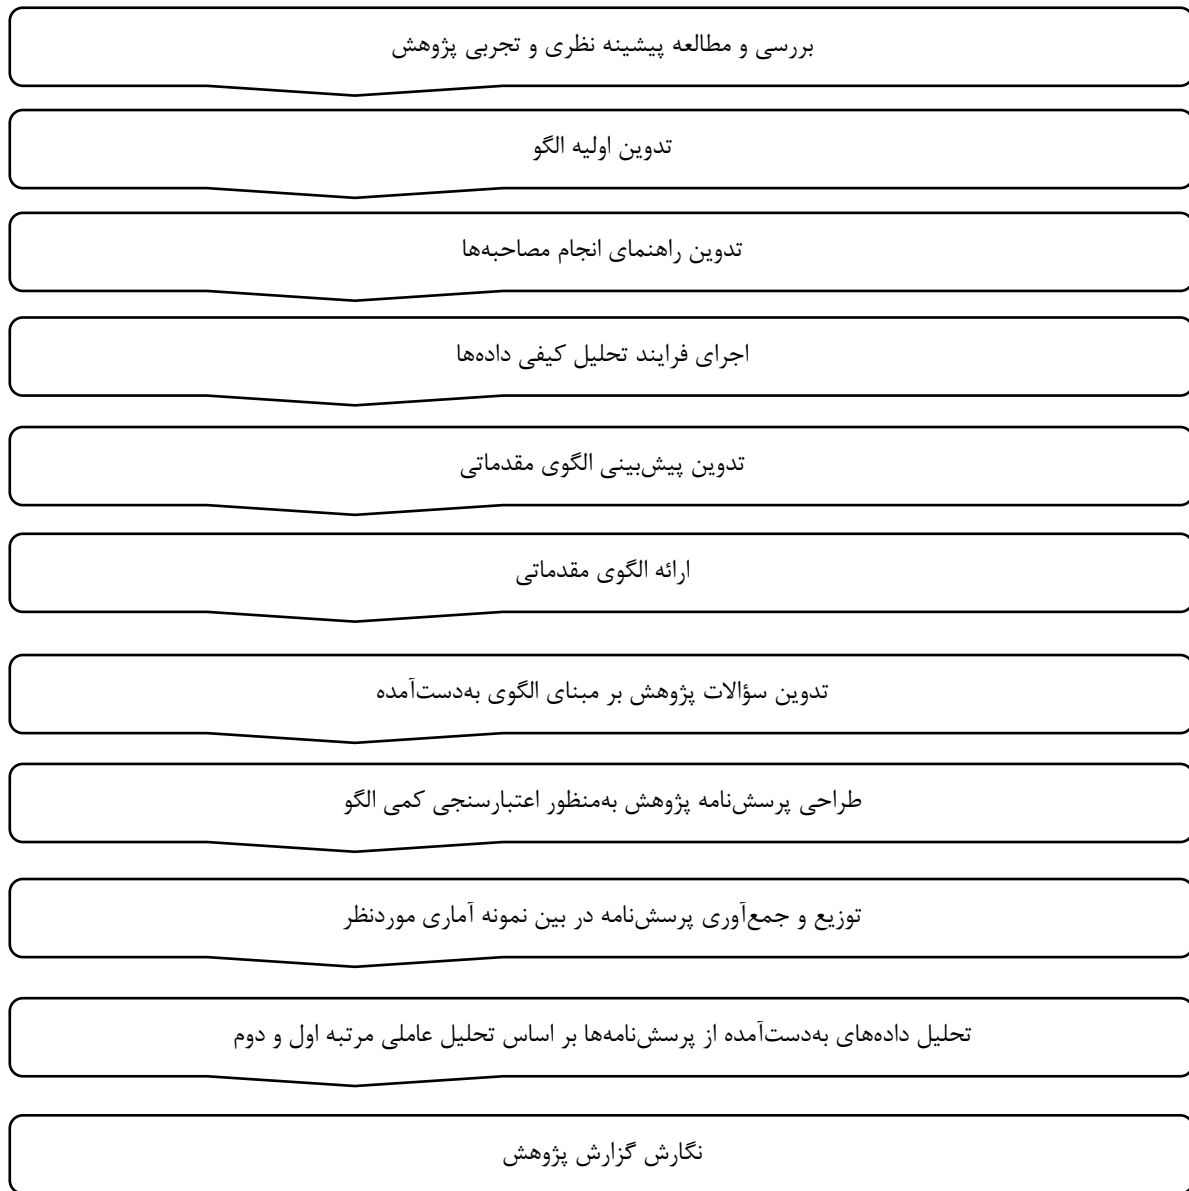 بررسی و مطالعه پیشینه نظری و تجربی پژوهش
تدوین اولیه الگو
تدوین راهنمای انجام مصاحبه‌ها
اجرای فرایند تحلیل کیفی داده‌ها
تدوین پیش‌بینی الگوی مقدماتی
ارائه الگوی مقدماتی
تدوین سؤالات پژوهش بر مبنای الگوی به‌دست‌آمده
طراحی پرسش‌نامه پژوهش به‌منظور اعتبارسنجی کمی الگو
توزیع و جمع‌آوری پرسش‌نامه در بین نمونه آماری موردنظر
تحلیل داده‌های به‌دست‌آمده از پرسش‌نامه‌ها بر اساس تحلیل عاملی مرتبه اول و دوم
نگارش گزارش پژوهش